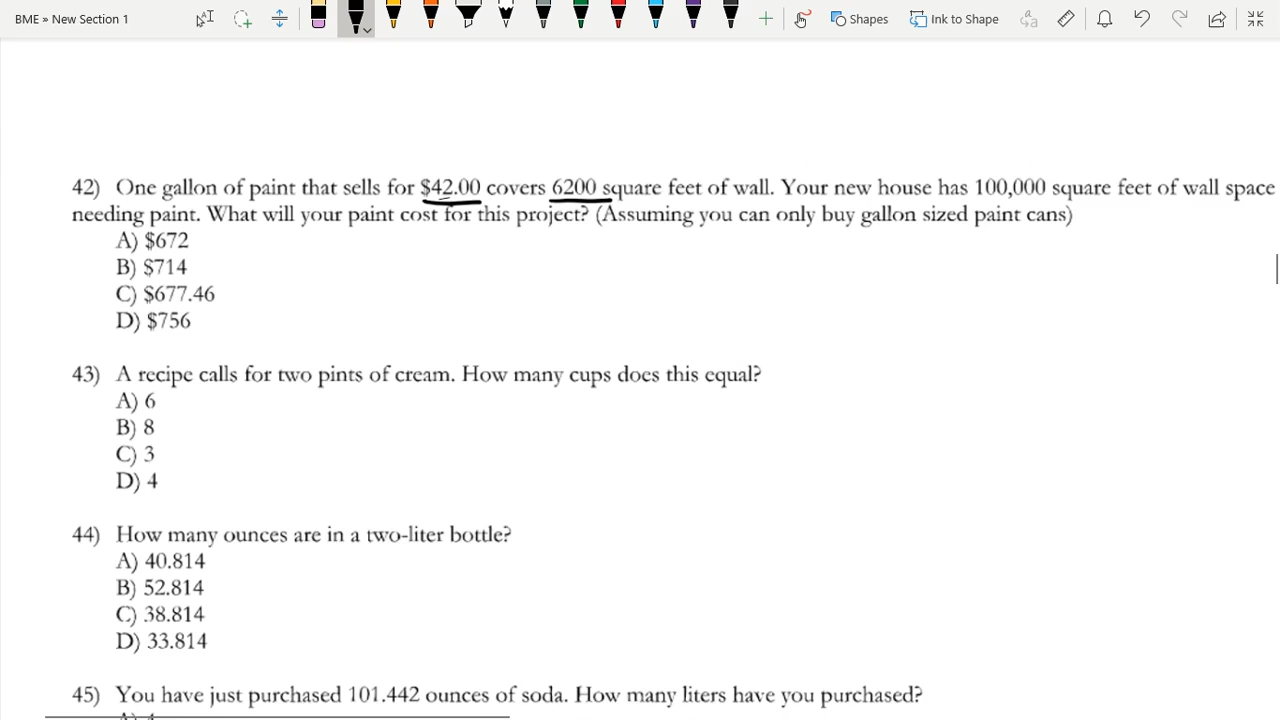 BME » New Section 1
Shapes
Ink to Shape
42) One gallon of paint that sells for $42.00 covers 6200 square feet of wall. Your new house has 100,000 square feet of wall space
needing paint. What will your paint cost for this project? (Assuming you can only buy gallon sized paint cans)
A) $672
B) $714
C) $677.46
D) $756
43) A recipe calls for two pints of cream. How many cups does this equal?
A) 6
B) 8
C) 3
D) 4
44) How many ounces are in a two-liter bottle?
A) 40.814
B) 52.814
C) 38.814
D) 33.814
45) You have just purchased 101.442 ounces of soda. How many liters have you purchased?